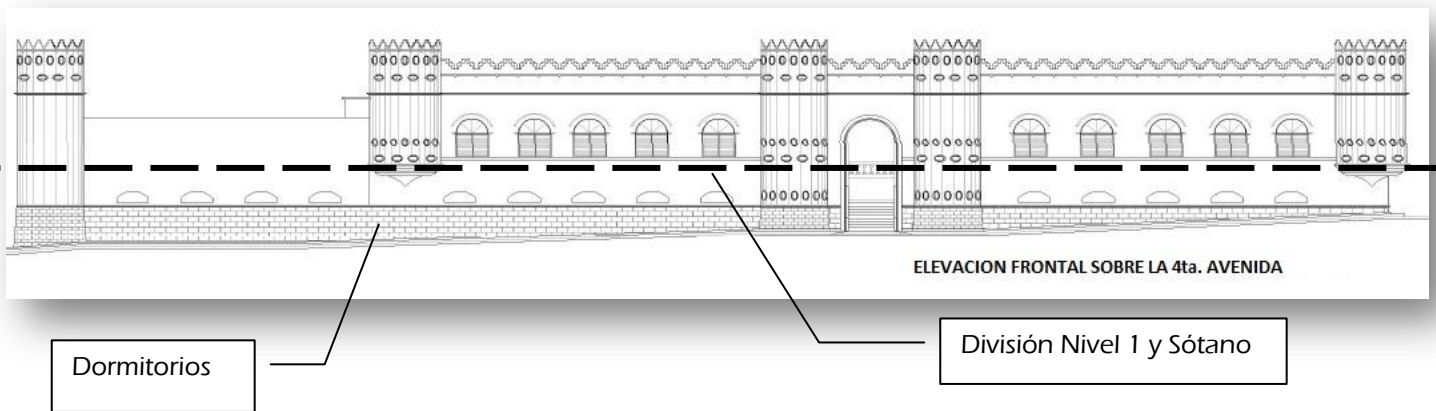 ELEVACION FRONTAL SOBRE LA 4ta. AVENIDA
Dormitorios
División Nivel 1 y Sótano